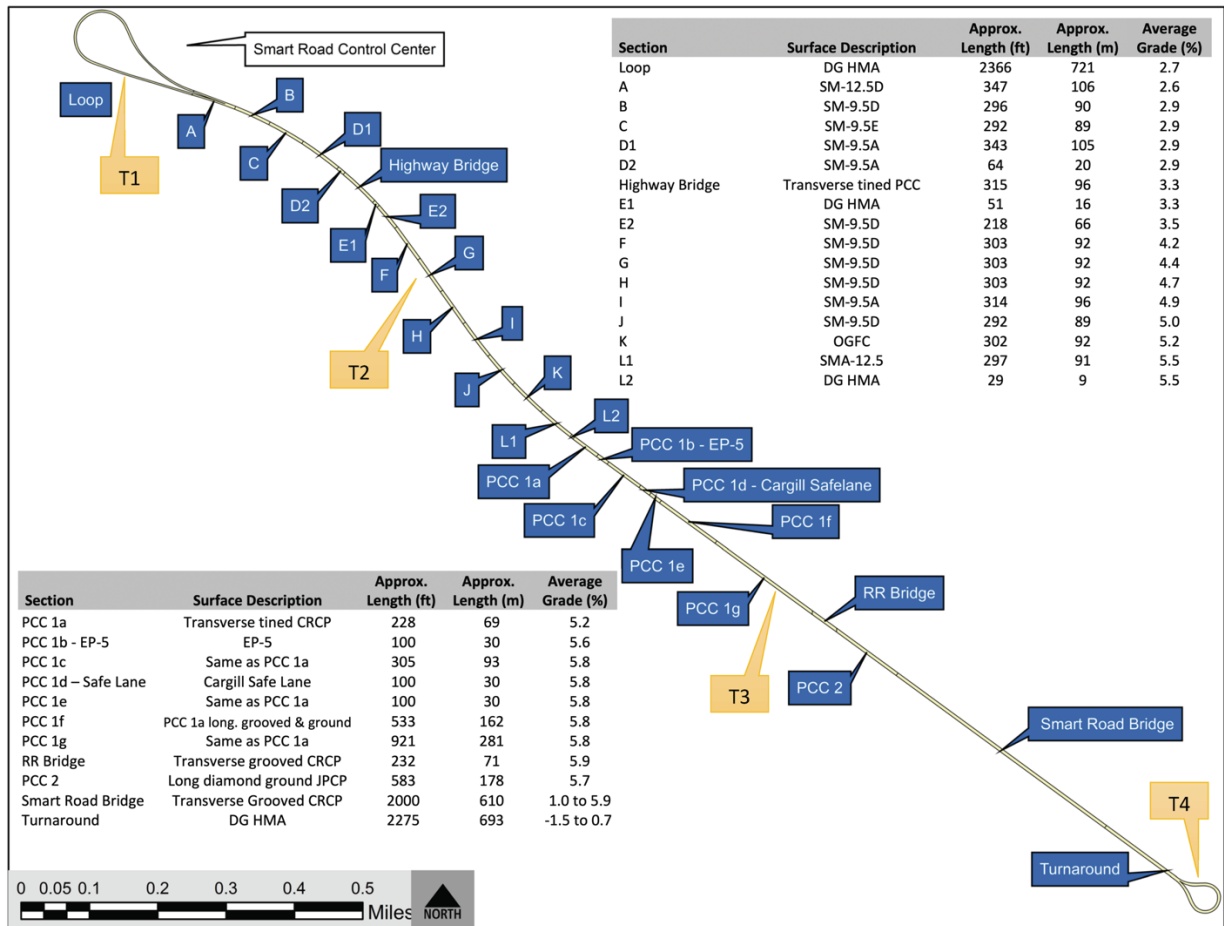 Smart Road Control Center
Loop
A
B
C
D1
D2
Highway Bridge
E1
E2
F
G
H
I
J
K
L1
L2
PCC 1a
PCC 1b - EP-5
PCC 1c
PCC 1d - Cargill Safelane
PCC 1e
PCC 1f
PCC 1g
RR Bridge
PCC 2
Smart Road Bridge
Turnaround
T1
T2
T3
T4
Section Surface Description Approx. Length (ft) Approx. Length (m) Average Grade (%)
Loop DG HMA 2366 721 2.7
A SM-12.5D 347 106 2.6
B SM-9.5D 296 90 2.9
C SM-9.5E 292 89 2.9
D1 SM-9.5A 343 105 2.9
D2 SM-9.5A 64 20 2.9
Highway Bridge Transverse tined PCC 315 96 3.3
E1 DG HMA 51 16 3.3
E2 SM-9.5D 218 66 3.5
F SM-9.5D 303 92 4.2
G SM-9.5D 303 92 4.4
H SM-9.5D 303 92 4.7
I SM-9.5A 314 96 4.9
J SM-9.5D 292 89 5.0
K OGFC 302 92 5.2
L1 SMA-12.5 297 91 5.5
L2 DG HMA 29 9 5.5
Section Surface Description Approx. Length (ft) Approx. Length (m) Average Grade (%)
PCC 1a Transverse tined CRCP 228 69 5.2
PCC 1b - EP-5 EP-5 100 30 5.6
PCC 1c Same as PCC 1a 305 93 5.8
PCC 1d – Safe Lane Cargill Safe Lane 100 30 5.8
PCC 1e Same as PCC 1a 100 30 5.8
PCC 1f PCC 1a long. grooved & ground 533 162 5.8
PCC 1g Same as PCC 1a 921 281 5.8
RR Bridge Transverse grooved CRCP 232 71 5.9
PCC 2 Long diamond ground JPCP 583 178 5.7
Smart Road Bridge Transverse Grooved CRCP 2000 610 1.0 to 5.9
Turnaround DG HMA 2275 693 -1.5 to 0.7
0 0.05 0.1 0.2 0.3 0.4 0.5
Miles
NORTH